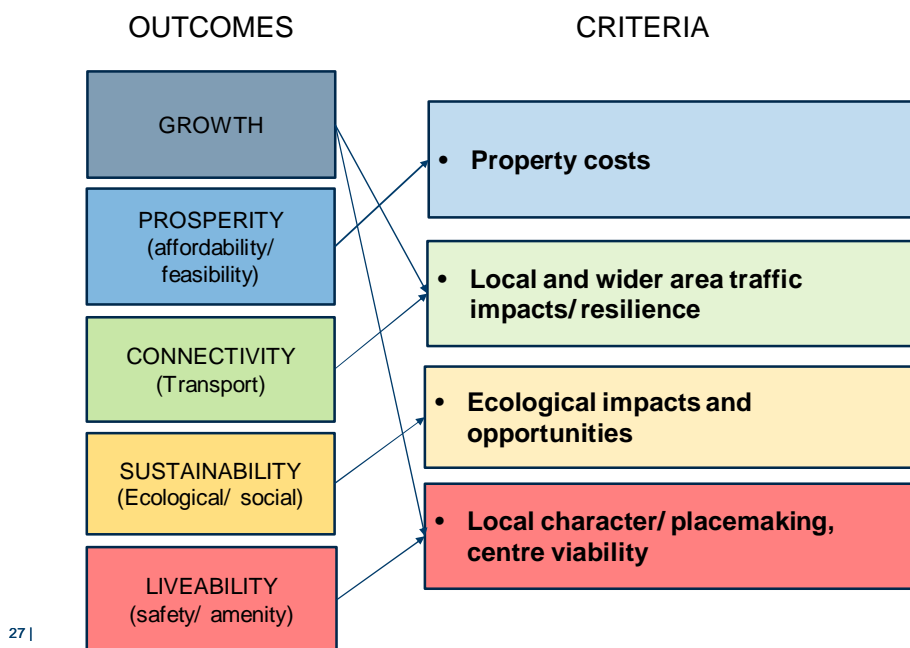 OUTCOMES
CRITERIA
GROWTH
PROSPERITY
(affordability/
feasibility)
CONNECTIVITY
(Transport)
SUSTAINABILITY
(Ecological/ social)
LIVEABILITY
(safety/ amenity)
• Property costs
• Local and wider area traffic
impacts/ resilience
• Ecological impacts and
opportunities
• Local character/ placemaking,
centre viability
27 |